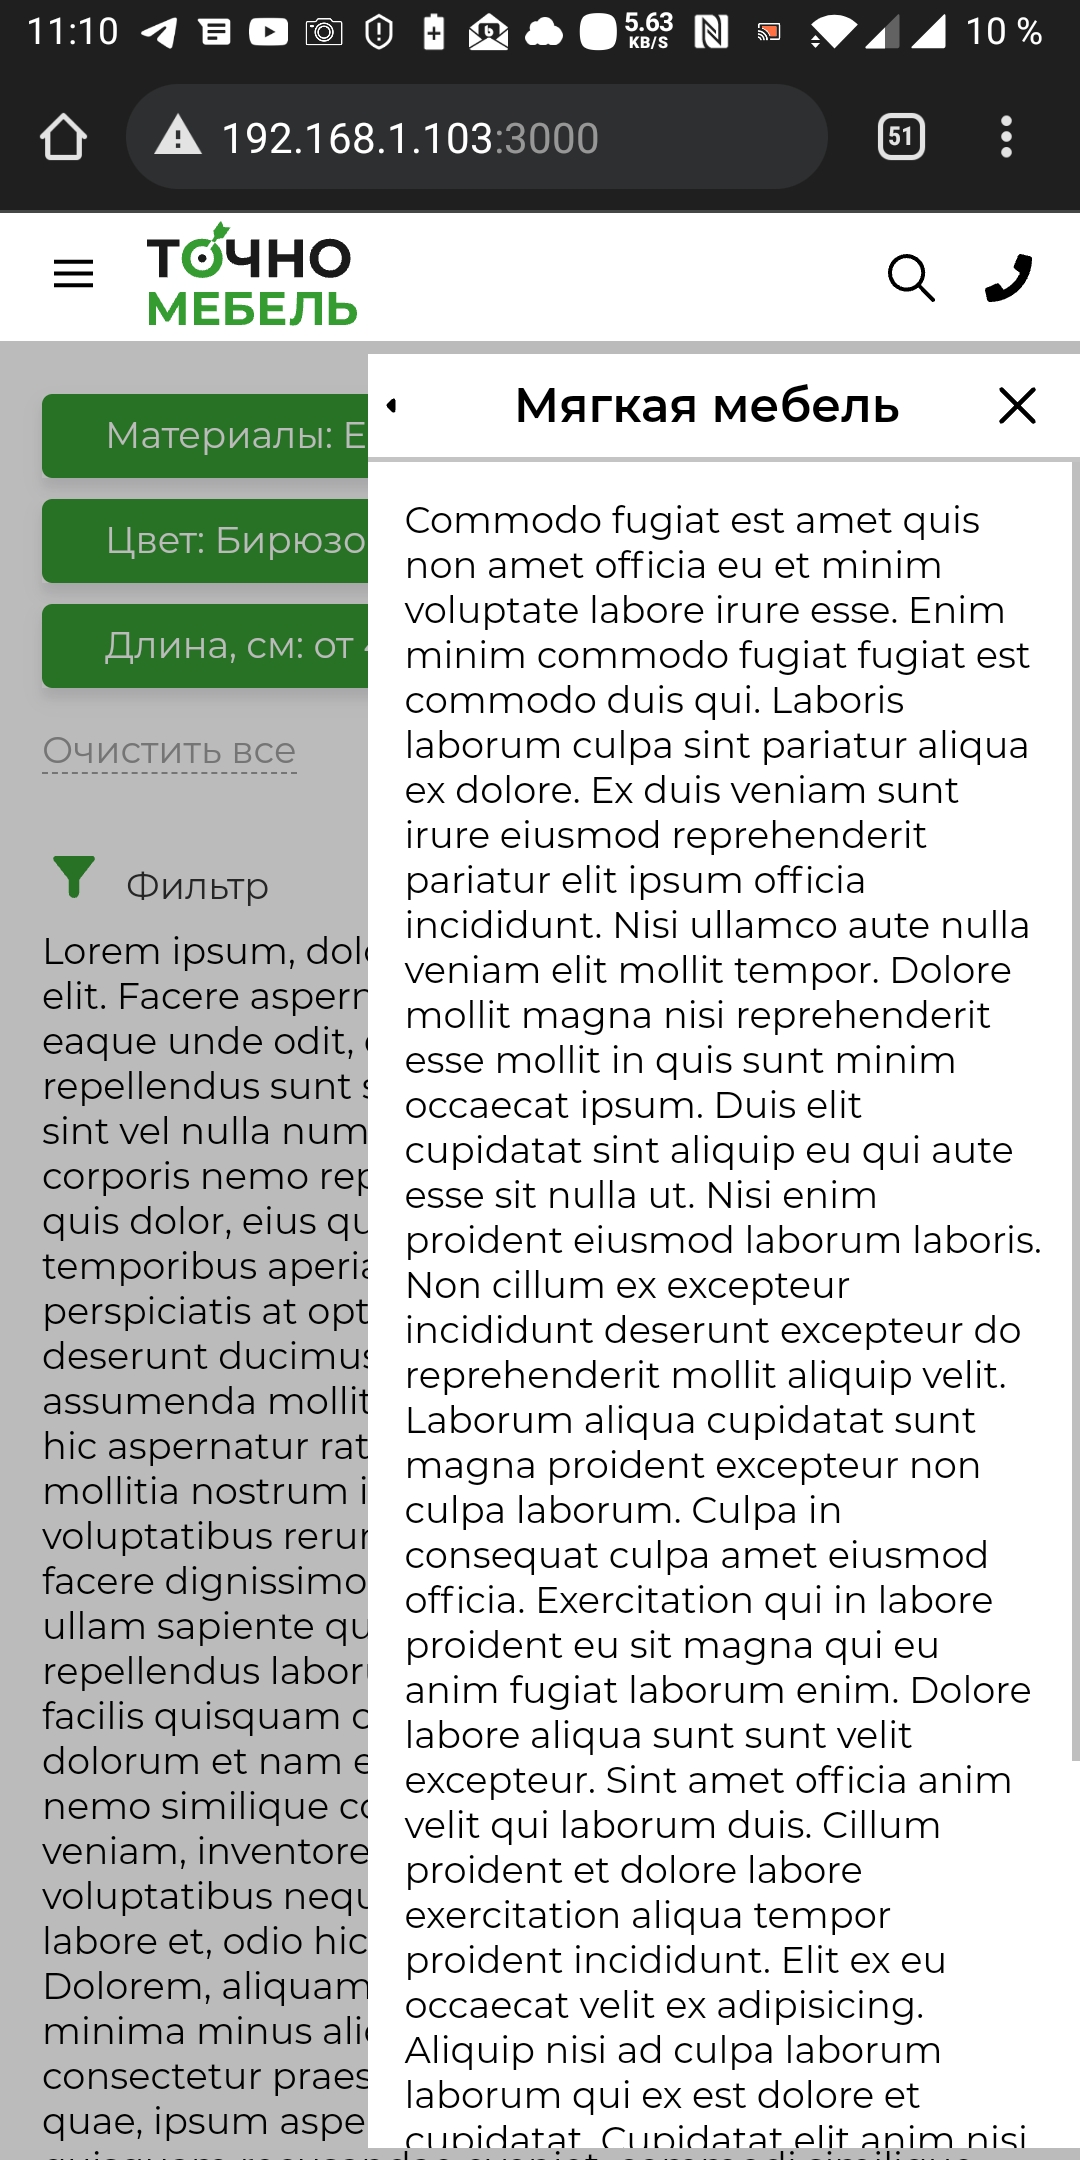 11:10
5.63
KB/S
10 %
192.168.1.103:3000
51
ТОЧНО
МЕБЕЛЬ
Материалы: Е
Цвет: Бирюзо
Длина, см: от
Очистить все
Фильтр
Lorem ipsum, dolo
elit. Facere aspern
eaque unde odit,
repellendus sunt s
sint vel nulla num
corporis nemo rep
quis dolor, eius qu
temporibus aperia
perspiciatis at opt
deserunt ducimus
assumenda mollit
hic aspernatur rat
mollitia nostrum i
voluptatibus rerur
facere dignissimo
ullam sapiente qu
repellendus labor
facilis quisquam
dolorum et nam e
nemo similique co
veniam, inventore
voluptatibus nequ
labore et, odio hic
Dolorem, aliquam
minima minus alic
consectetur praes
quae, ipsum aspe
Мягкая мебель
Commodo fugiat est amet quis
non amet officia eu et minim
voluptate labore irure esse. Enim
minim commodo fugiat fugiat est
commodo duis qui. Laboris
laborum culpa sint pariatur aliqua
ex dolore. Ex duis veniam sunt
irure eiusmod reprehenderit
pariatur elit ipsum officia
incididunt. Nisi ullamco aute nulla
veniam elit mollit tempor. Dolore
mollit magna nisi reprehenderit
esse mollit in quis sunt minim
occaecat ipsum. Duis elit
cupidatat sint aliquip eu qui aute
esse sit nulla ut. Nisi enim
proident eiusmod laborum laboris.
Non cillum ex excepteur
incididunt deserunt excepteur do
reprehenderit mollit aliquip velit.
Laborum aliqua cupidatat sunt
magna proident excepteur non
culpa laborum. Culpa in
consequat culpa amet eiusmod
officia. Exercitation qui in labore
proident eu sit magna qui eu
anim fugiat laborum enim. Dolore
labore aliqua sunt sunt velit
excepteur. Sint amet officia anim
velit qui laborum duis. Cillum
proident et dolore labore
exercitation aliqua tempor
proident incididunt. Elit ex eu
occaecat velit ex adipisicing.
Aliquip nisi ad culpa laborum
laborum qui ex est dolore et
cupidatat. Cupidatat elit anim nisi